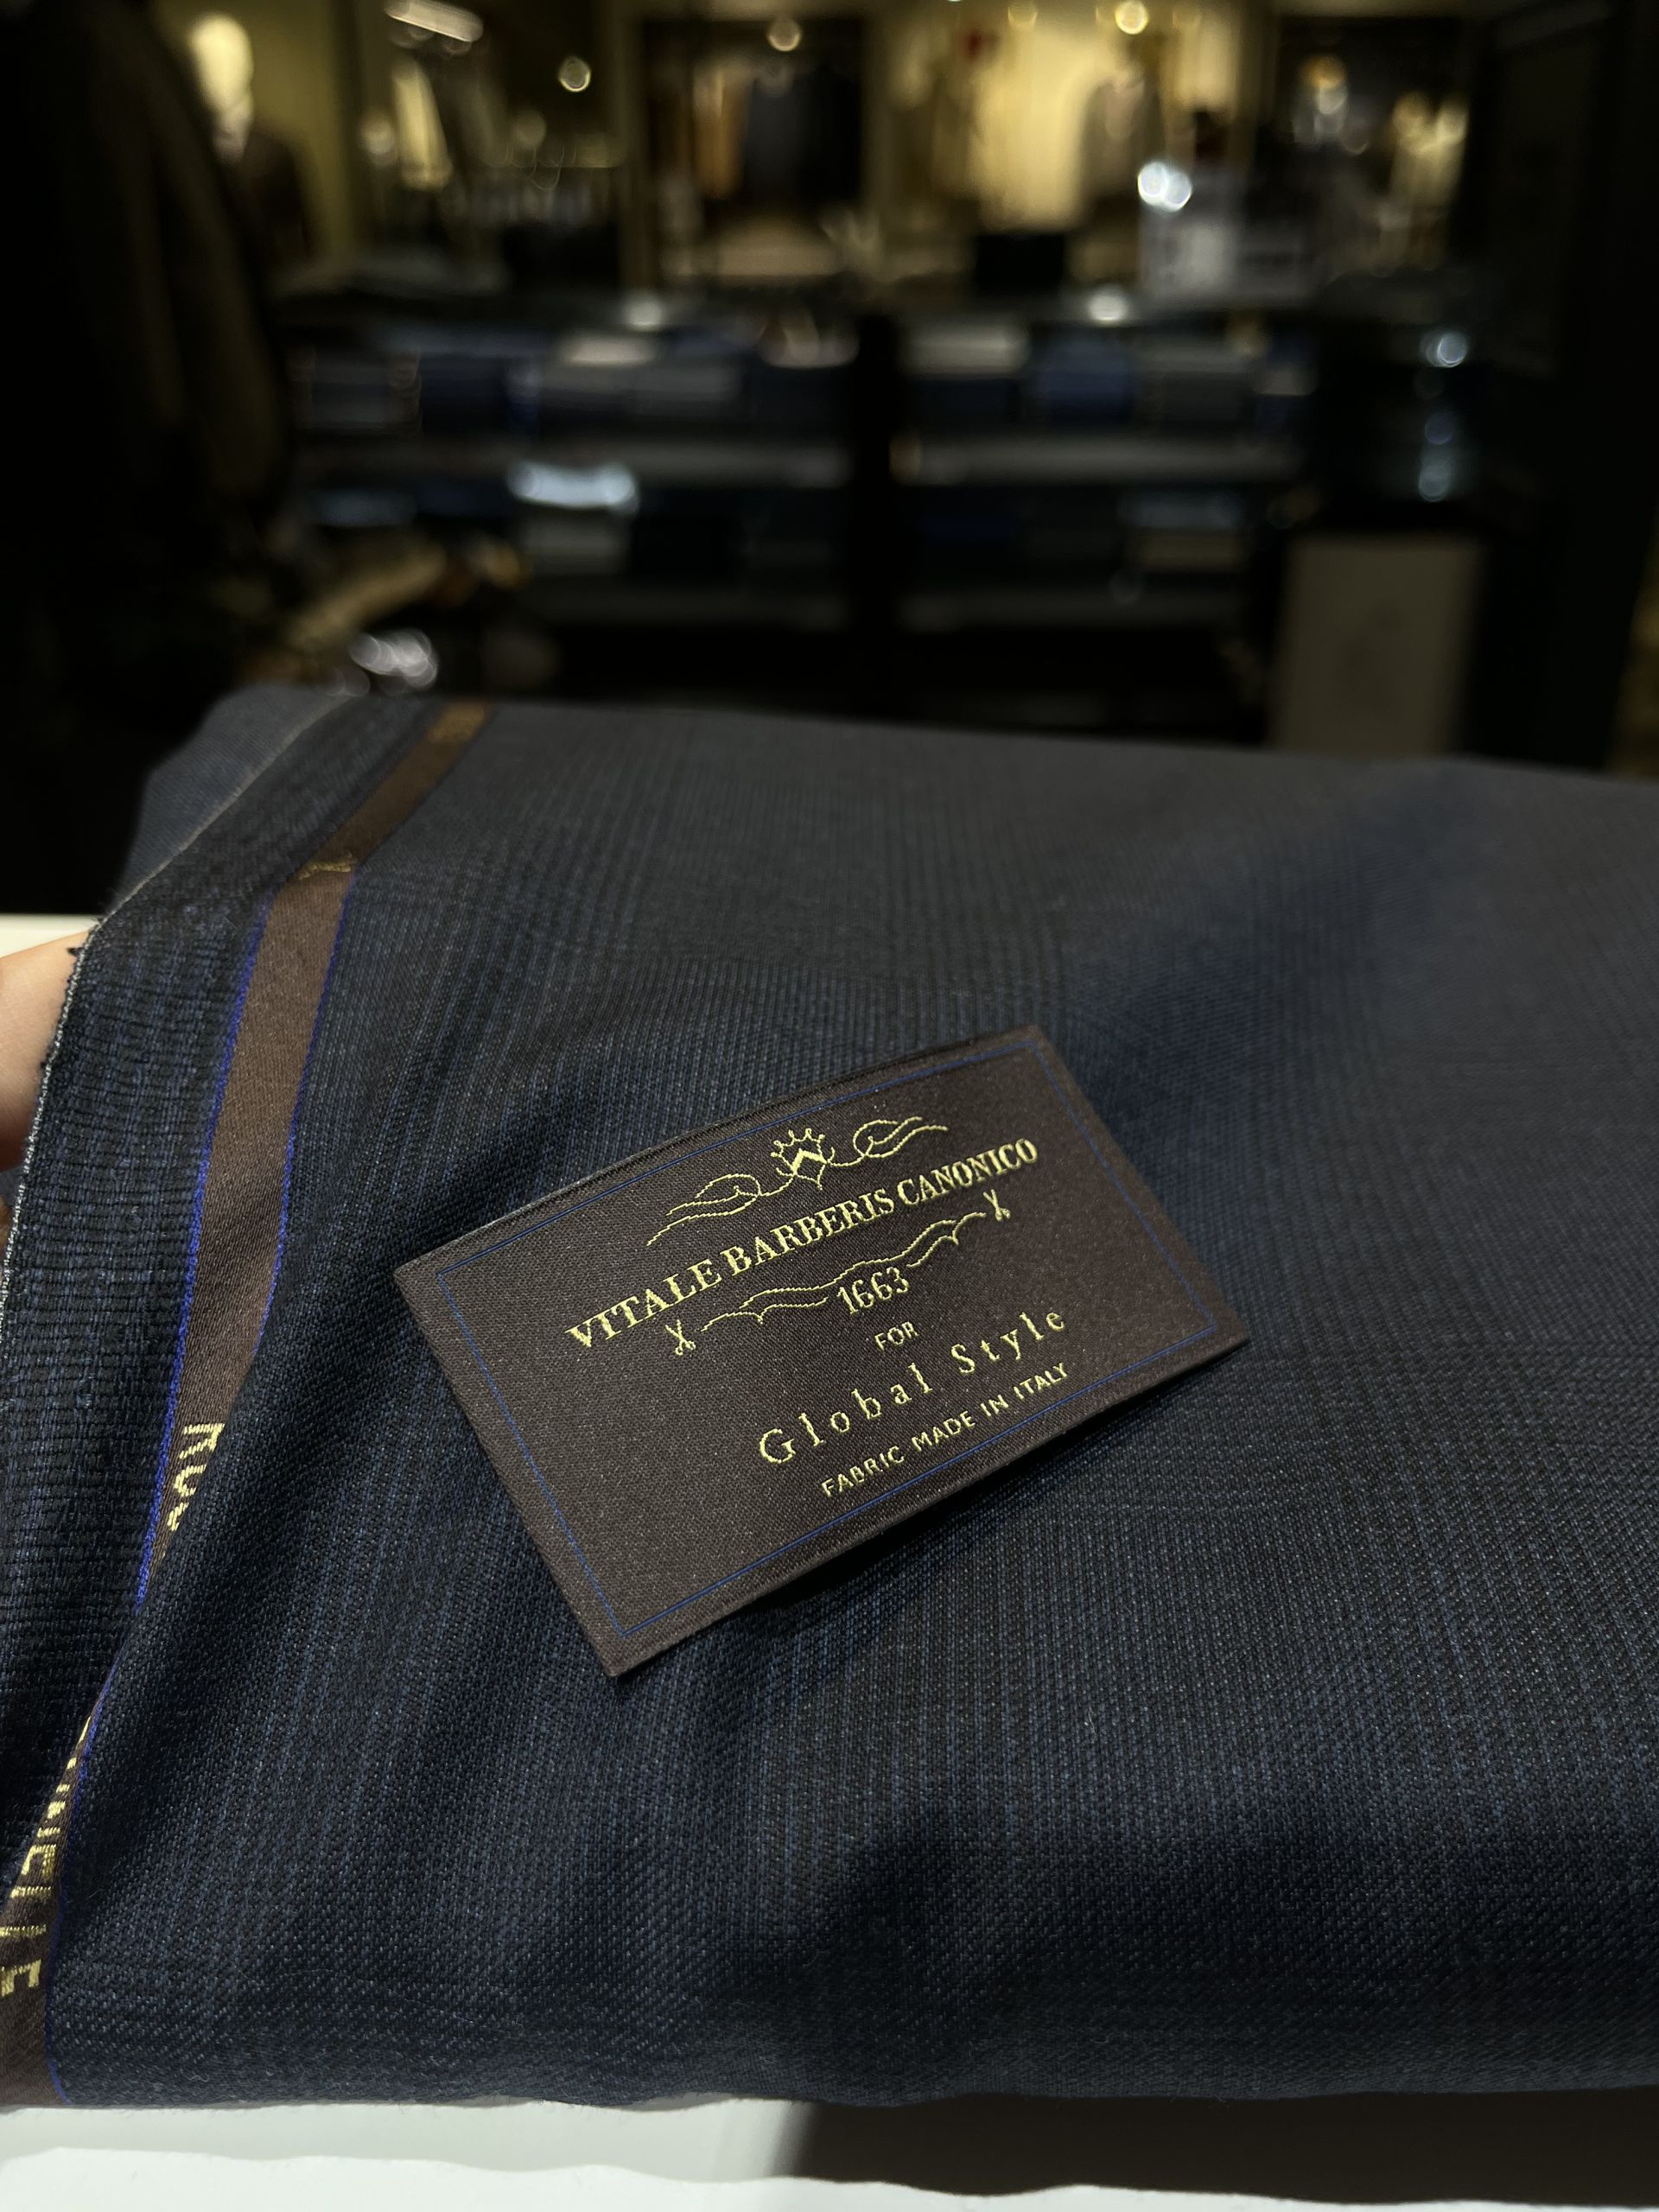 VITALE BARBERIS CANONICO
1663
FOR
Global Style
FABRIC MADE IN ITALY